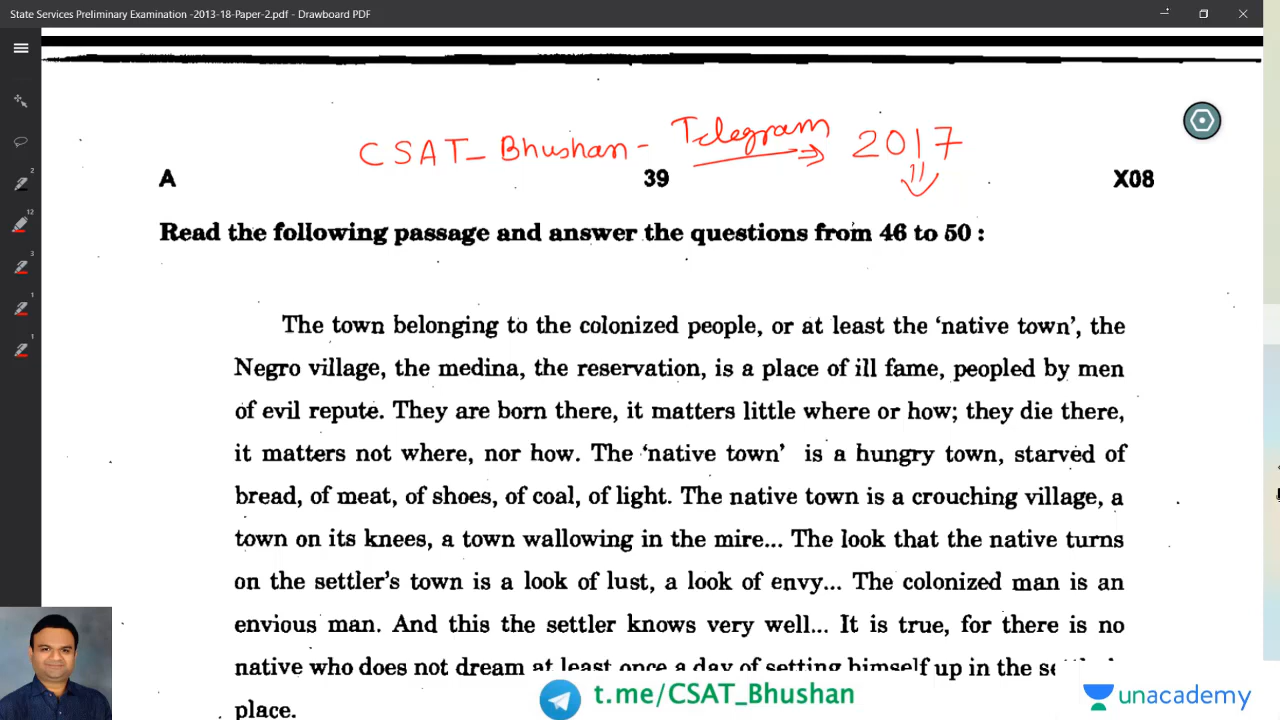 State Services Preliminary Examination -2013-18-Paper-2.pdf - Drawboard PDF
CSAT_Bhushan - Telegram 2017
A 39 X08
Read the following passage and answer the questions from 46 to 50 :
The town belonging to the colonized people, or at least the ‘native town’, the
Negro village, the medina, the reservation, is a place of ill fame, peopled by men
of evil repute. They are born there, it matters little where or how; they die there,
it matters not where, nor how. The ‘native town’ is a hungry town, starved of
bread, of meat, of shoes, of coal, of light. The native town is a crouching village, a
town on its knees, a town wallowing in the mire... The look that the native turns
on the settler’s town is a look of lust, a look of envy... The colonized man is an
envious man. And this the settler knows very well... It is true, for there is no
native who does not dream at least once a day of setting himself up in the
place.
2
12
3
1
1
t.me/CSAT_Bhushan
unacademy